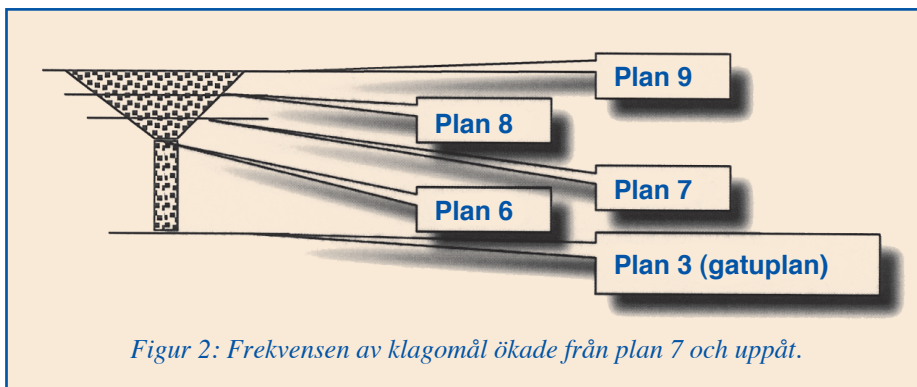 Plan 9
Plan 8
Plan 7
Plan 6
Plan 3 (gatuplan)
Figur 2: Frekvensen av klagomål ökade från plan 7 och uppåt.